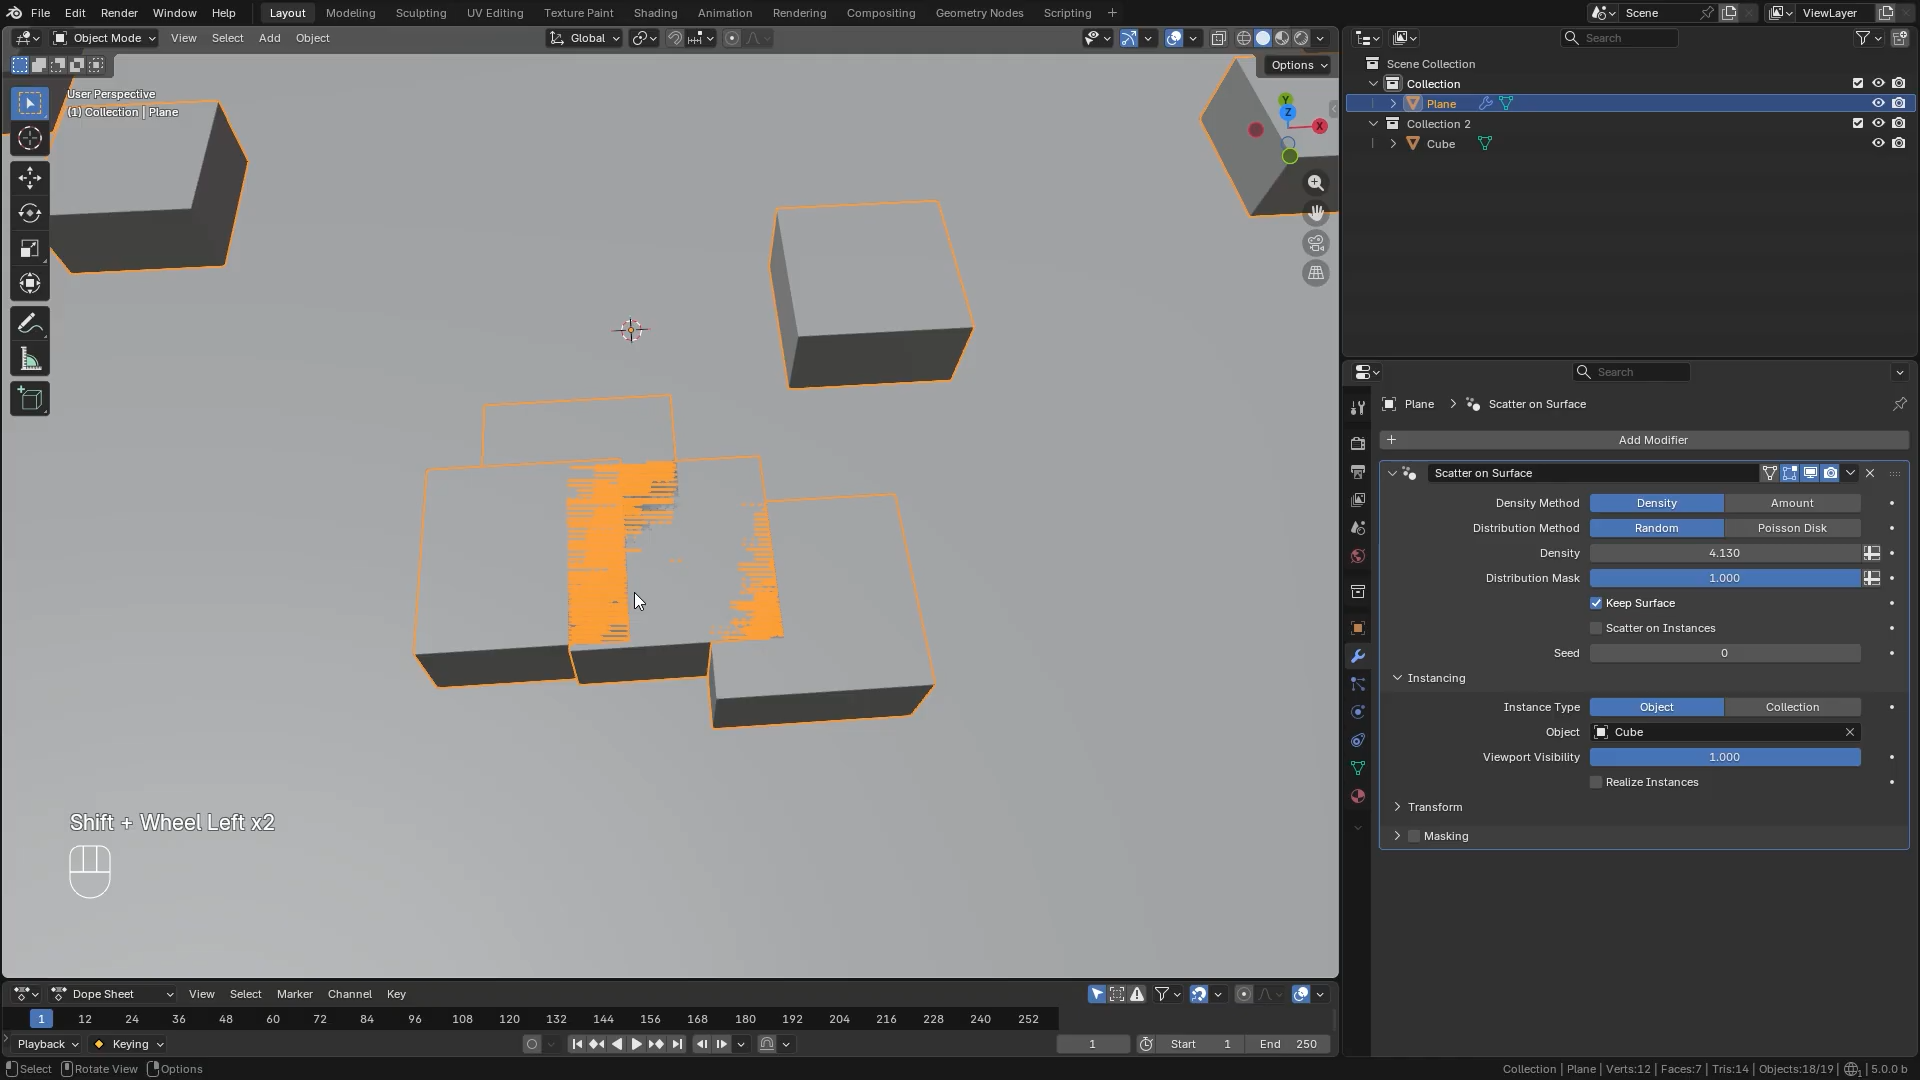 File Edit Render Window Help Layout Modeling Sculpting UV Editing Texture Paint Shading Animation Rendering Compositing Geometry Nodes Scripting Scene ViewLayer
Object Mode View Select Add Object Global Search
Options
User Perspective
(1) Collection | Plane
Y
Z
X
Scene Collection
Collection
Plane
Collection 2
Cube
Search
Plane > Scatter on Surface
Add Modifier
Scatter on Surface
Density Method Density Amount
Distribution Method Random Poisson Disk
Density 4.130
Distribution Mask 1.000
Keep Surface
Scatter on Instances
Seed 0
Instancing
Instance Type Object Collection
Object Cube
Viewport Visibility 1.000
Realize Instances
Transform
Masking
Shift + Wheel Left x2
Dope Sheet View Select Marker Channel Key
1 12 24 36 48 60 72 84 96 108 120 132 144 156 168 180 192 204 216 228 240 252
Playback Keying 1 Start 1 End 250
Select Rotate View Options Collection | Plane | Verts:12 | Faces:7 | Tris:14 | Objects:18/19 | 5.0.0 b